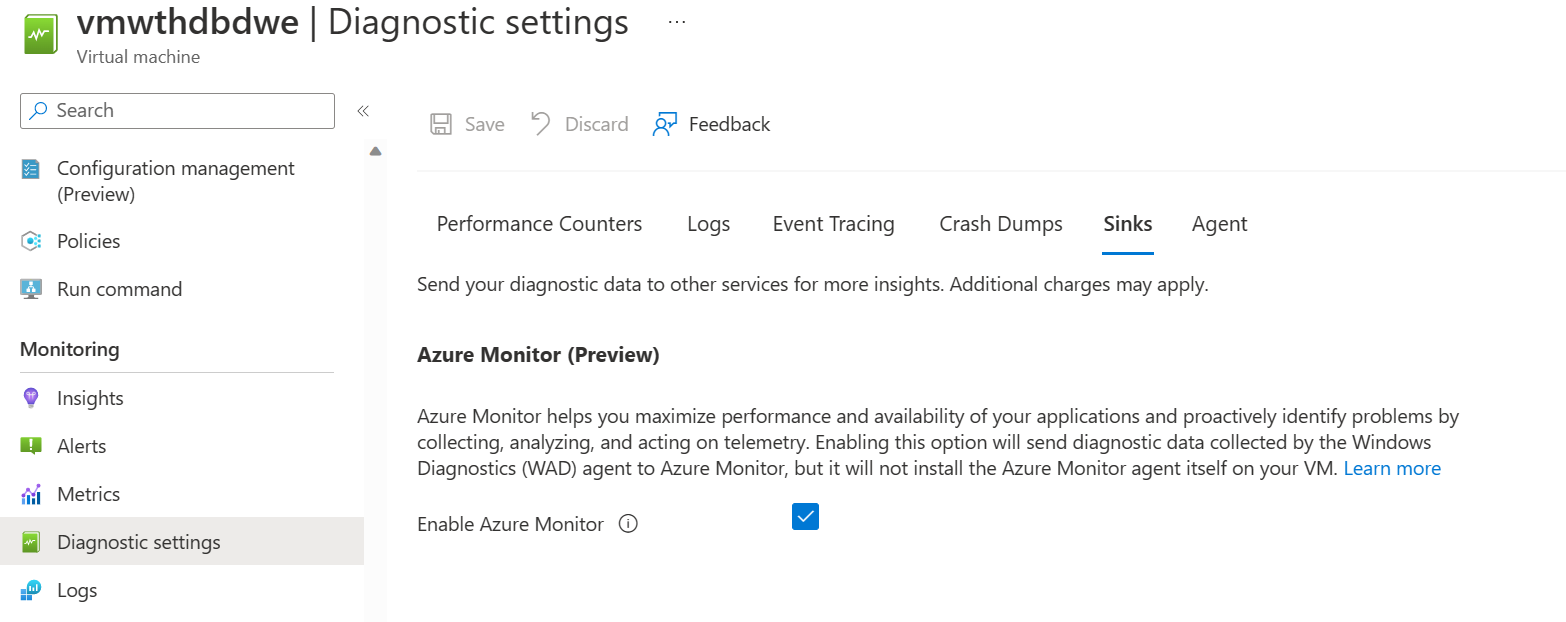 vmwthdbdwe | Diagnostic settings ...
Virtual machine
Search
«
Configuration management
(Preview)
Policies
Run command
Monitoring
Insights
Alerts
Metrics
Diagnostic settings
Logs
Save Discard Feedback
Performance Counters Logs Event Tracing Crash Dumps Sinks Agent
Send your diagnostic data to other services for more insights. Additional charges may apply.
Azure Monitor (Preview)
Azure Monitor helps you maximize performance and availability of your applications and proactively identify problems by
collecting, analyzing, and acting on telemetry. Enabling this option will send diagnostic data collected by the Windows
Diagnostics (WAD) agent to Azure Monitor, but it will not install the Azure Monitor agent itself on your VM. Learn more
Enable Azure Monitor